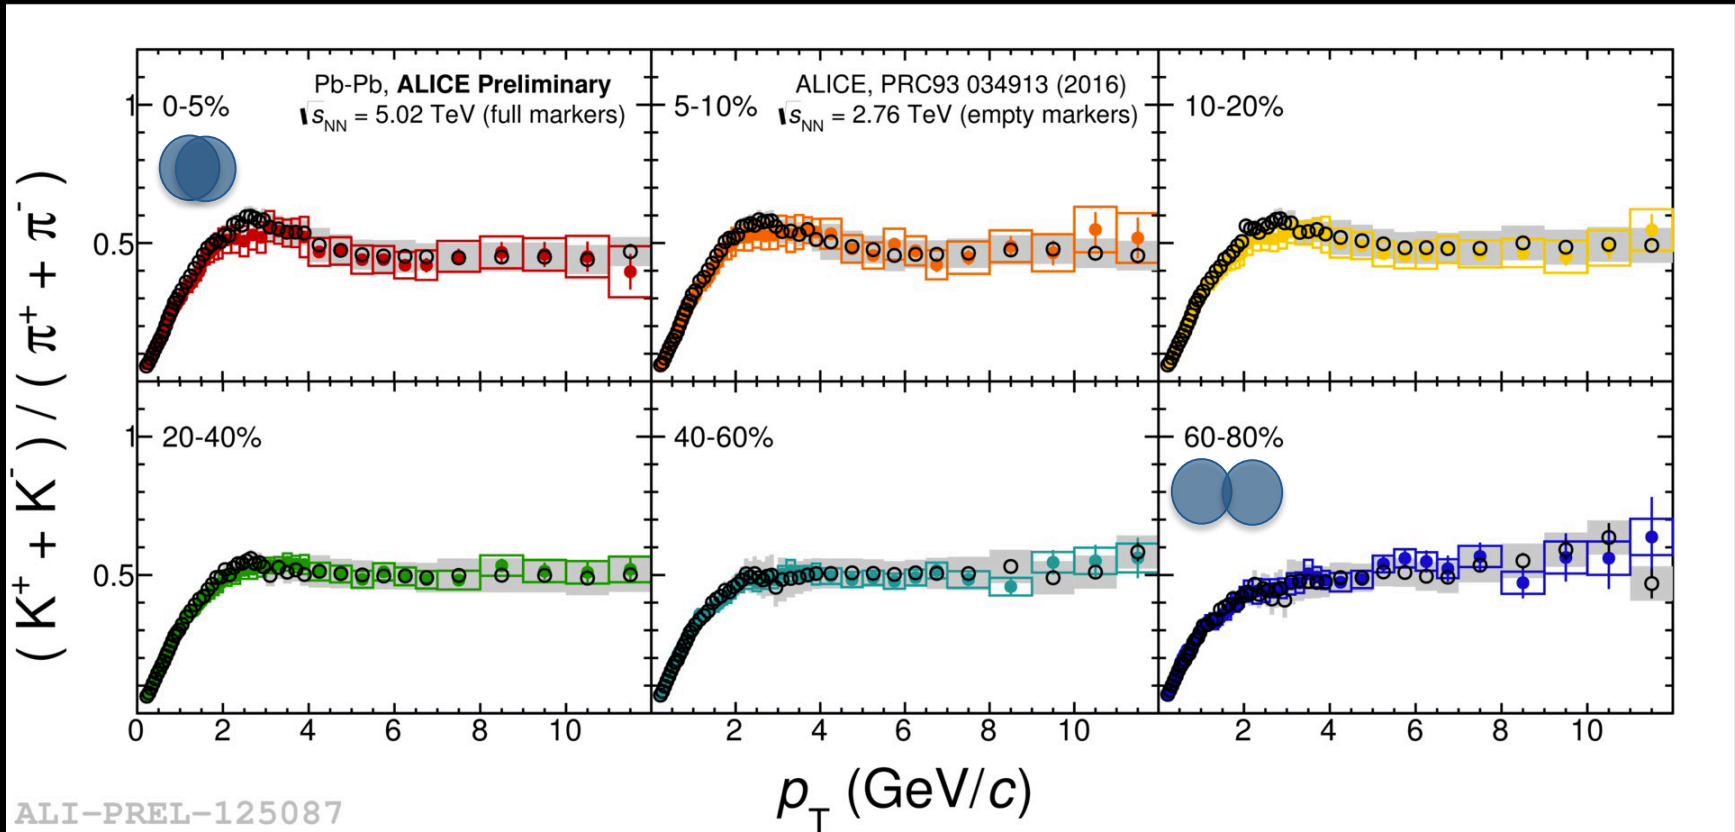 Pb-Pb, ALICE Preliminary
√sNN = 5.02 TeV (full markers)
0-5%
ALICE, PRC93 034913 (2016)
√sNN = 2.76 TeV (empty markers)
5-10%
10-20%
1
0.5
20-40%
40-60%
60-80%
1
0.5
0 2 4 6 8 10
2 4 6 8 10
2 4 6 8 10
(K⁺ + K⁻) / (π⁺ + π⁻)
pT (GeV/c)
ALI-PREL-125087